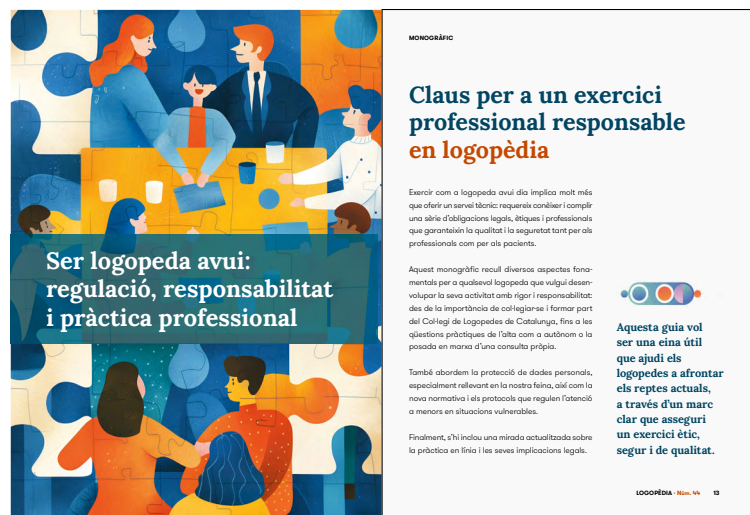 Ser logopeda avui:
regulació, responsabilitat
i pràctica professional
MONOGRÀFIC
Claus per a un exercici
professional responsable
en logopèdia
Exercir com a logopeda avui dia implica molt més
que oferir un servei tècnic: requereix conèixer i complir
una sèrie d'obligacions legals, ètiques i professionals
que garanteixin la qualitat i la seguretat tant per als
professionals com per als pacients.
Aquest monogràfic recull diversos aspectes fona-
mentals per a qualsevol logopeda que vulgui desen-
volupar la seva activitat amb rigor i responsabilitat:
des de la importància de col·legiar-se i formar part
del Col·legi de Logopedes de Catalunya, fins a les
qüestions pràctiques de l'alta com a autònom o la
posada en marxa d'una consulta pròpia.
També abordem la protecció de dades personals,
especialment rellevant en la nostra feina, així com la
nova normativa i els protocols que regulen l'atenció
a menors en situacions vulnerables.
Finalment, s'hi inclou una mirada actualitzada sobre
la pràctica en línia i les seves implicacions legals.
Aquesta guia vol
ser una eina útil
que ajudi els
logopedes a afrontar
els reptes actuals,
a través d'un marc
clar que asseguri
un exercici ètic,
segur i de qualitat.
LOGOPÈDIA · Núm. 44 13